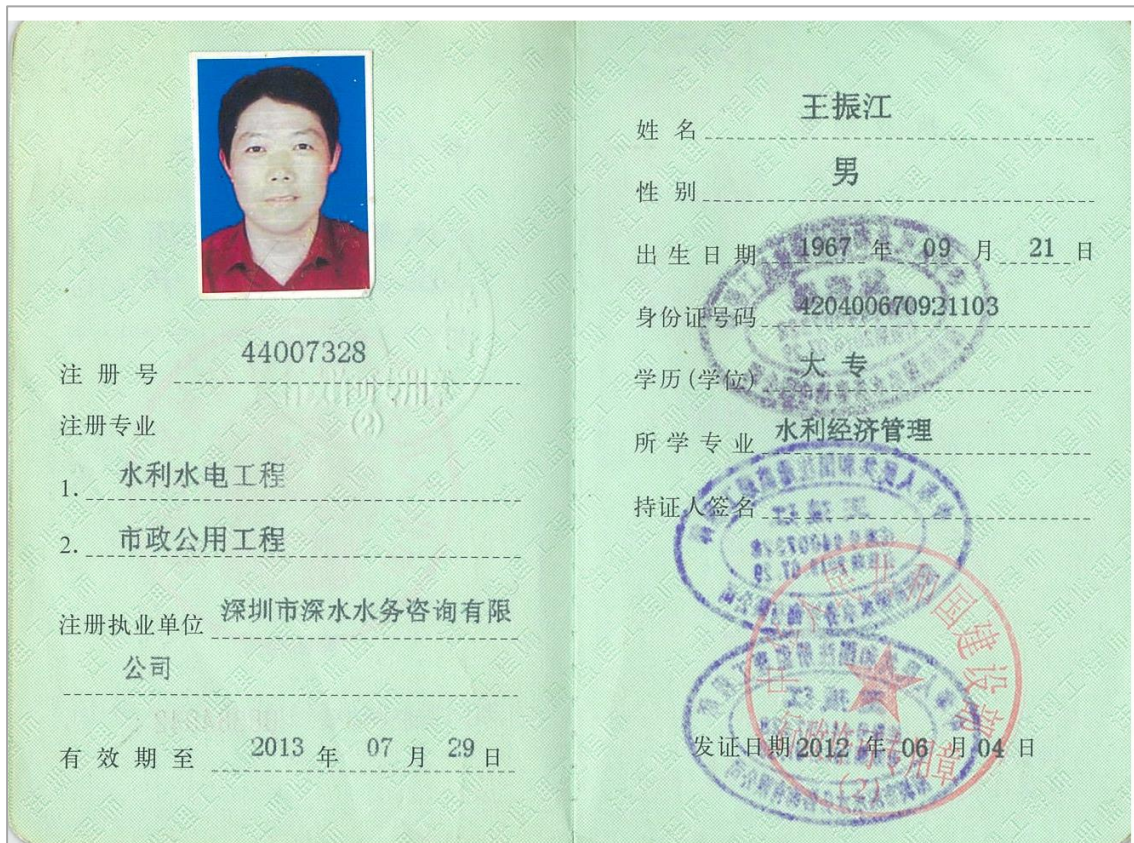 注册号 44007328
注册专业
1. 水利水电工程
2. 市政公用工程
注册执业单位 深圳市深水水务咨询有限
公司
有效期至 2013 年 07 月 29 日
姓名 王振江
性别 男
出生日期 1967 年 09 月 21 日
身份证号码 420400670921103
学历(学位) 大专
所学专业 水利经济管理
持证人签名
发证日期 2012 年 06 月 04 日